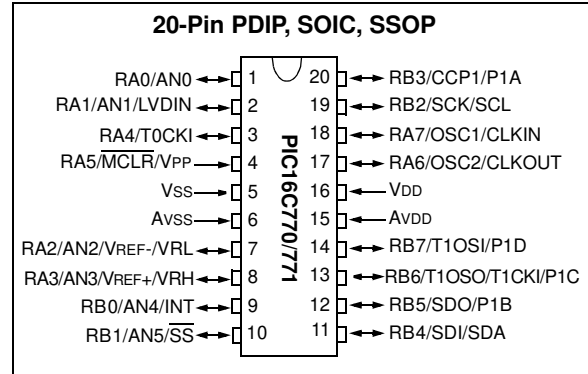 20-Pin PDIP, SOIC, SSOP
RA0/AN0 1 20 RB3/CCP1/P1A
RA1/AN1/LVDIN 2 19 RB2/SCK/SCL
RA4/T0CKI 3 18 RA7/OSC1/CLKIN
RA5/MCLR/VPP 4 17 RA6/OSC2/CLKOUT
VSS 5 16 VDD
AVSS 6 15 AVDD
RA2/AN2/VREF-/VRL 7 14 RB7/T1OSI/P1D
RA3/AN3/VREF+/VRH 8 13 RB6/T1OSO/T1CKI/P1C
RB0/AN4/INT 9 12 RB5/SDO/P1B
RB1/AN5/SS 10 11 RB4/SDI/SDA
PIC16C770/771